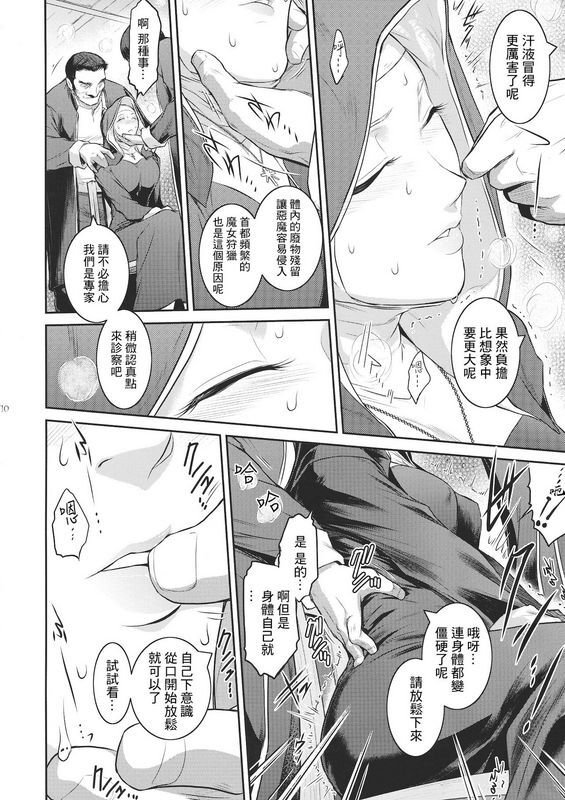 汗液冒得
更厲害了呢
果然負擔
比想象中
要更大呢
體內的廢物殘留
讓惡魔容易侵入
首都頻繁的
魔女狩獵
也是這個原因呢
啊 那種事…
請不必擔心
我們是專家
稍微認真點
來診察吧
哦呀…
連身體都變
僵硬了呢
請放鬆下來
哈
哈
是 是的…
啊但是
身體自己就
嗯
自己下意識
從口開始放鬆
就可以了
試試看…
10